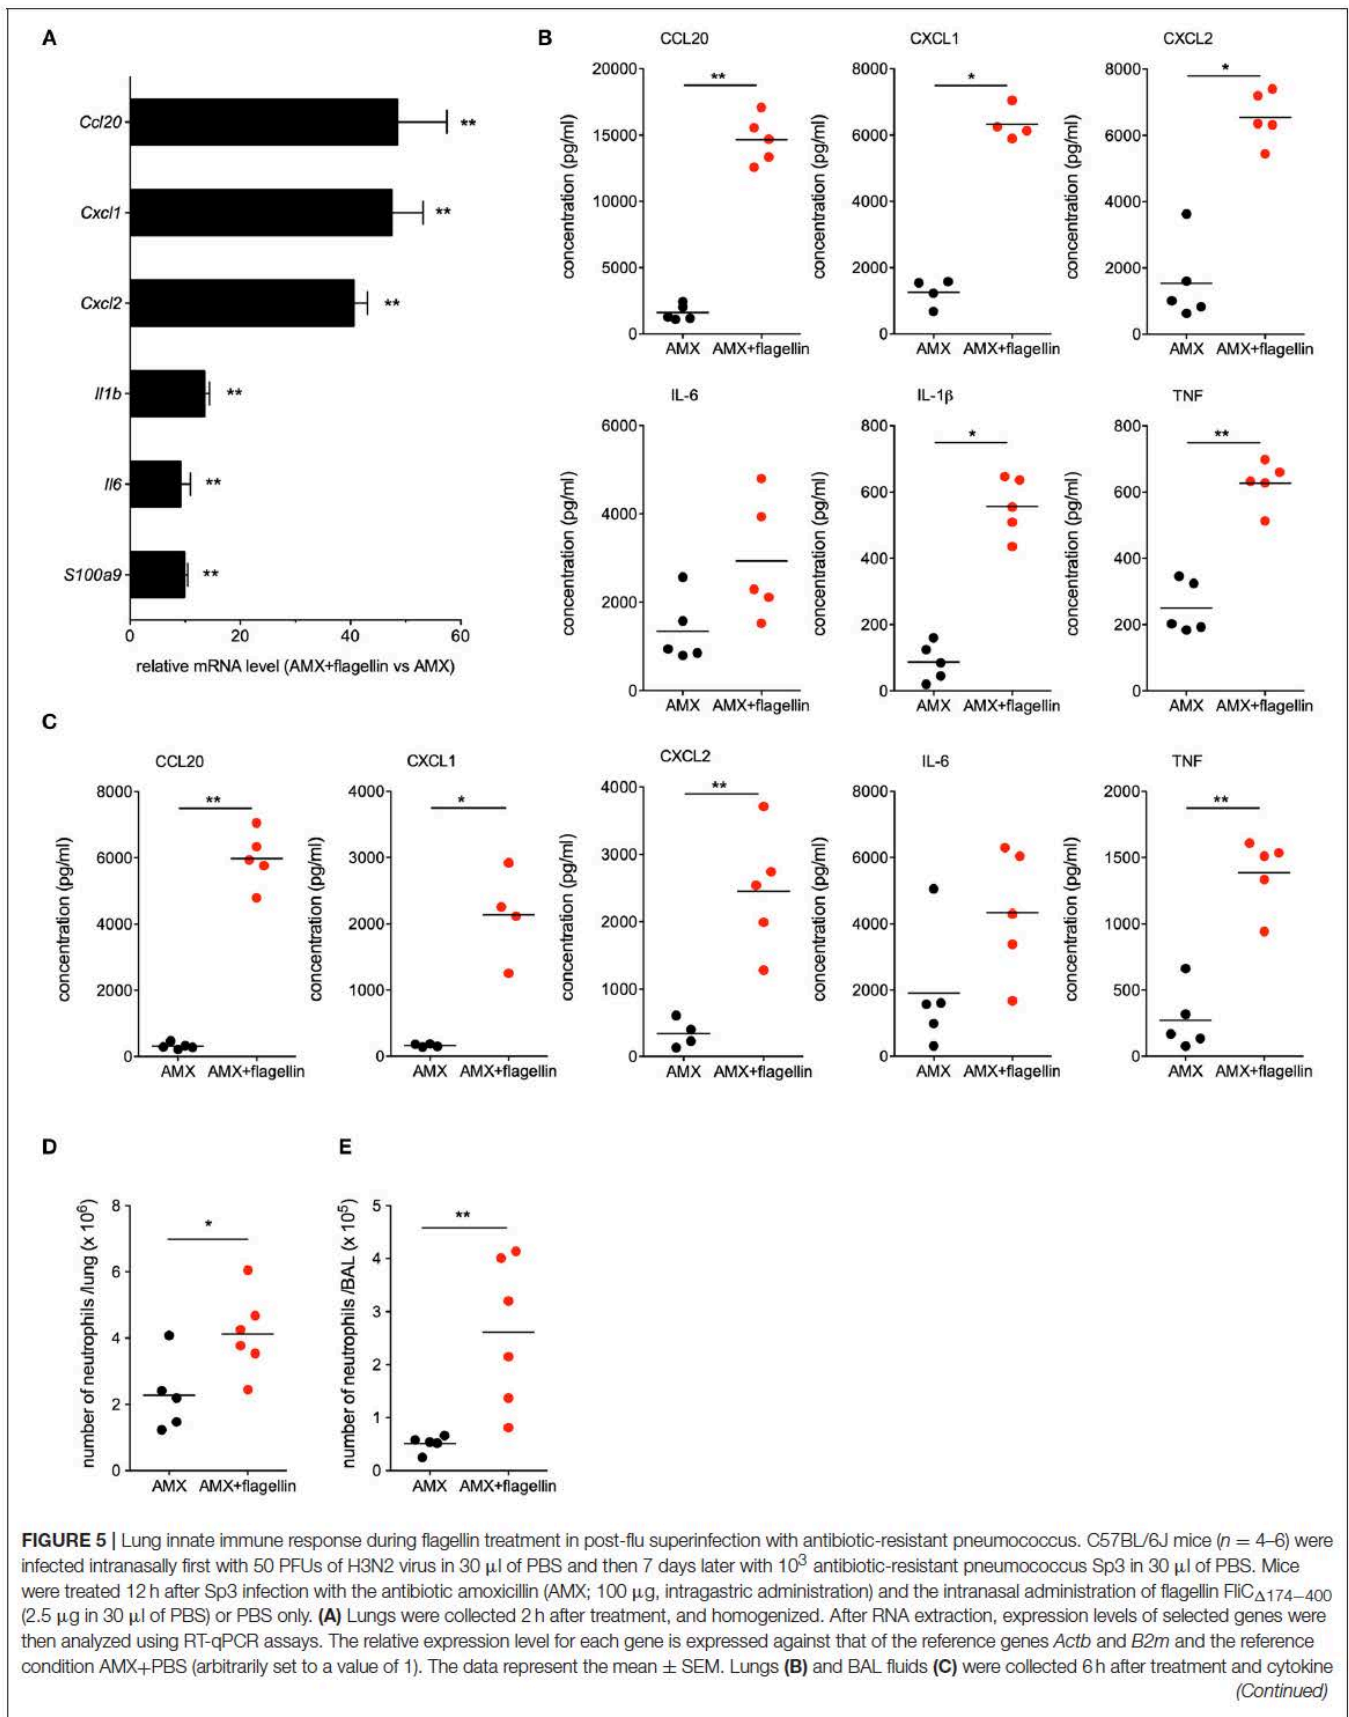 A
Ccl20
**
Cxcl1
**
Cxcl2
**
Il1b
**
Il6
**
S100a9
**
0 20 40 60
relative mRNA level (AMX+flagellin vs AMX)
B
CCL20
concentration (pg/ml)
20000
15000
10000
5000
0
**
AMX AMX+flagellin
CXCL1
concentration (pg/ml)
8000
6000
4000
2000
0
*
AMX AMX+flagellin
CXCL2
concentration (pg/ml)
8000
6000
4000
2000
0
*
AMX AMX+flagellin
IL-6
concentration (pg/ml)
6000
4000
2000
0
AMX AMX+flagellin
IL-1β
concentration (pg/ml)
800
600
400
200
0
*
AMX AMX+flagellin
TNF
concentration (pg/ml)
800
600
400
200
0
**
AMX AMX+flagellin
C
CCL20
concentration (pg/ml)
8000
6000
4000
2000
0
**
AMX AMX+flagellin
CXCL1
concentration (pg/ml)
4000
3000
2000
1000
0
*
AMX AMX+flagellin
CXCL2
concentration (pg/ml)
4000
3000
2000
1000
0
**
AMX AMX+flagellin
IL-6
concentration (pg/ml)
8000
6000
4000
2000
0
AMX AMX+flagellin
TNF
concentration (pg/ml)
2000
1500
1000
500
0
**
AMX AMX+flagellin
D
number of neutrophils /lung (x 10⁶)
8
6
4
2
0
*
AMX AMX+flagellin
E
number of neutrophils /BAL (x 10⁵)
5
4
3
2
1
0
**
AMX AMX+flagellin
FIGURE 5 | Lung innate immune response during flagellin treatment in post-flu superinfection with antibiotic-resistant pneumococcus. C57BL/6J mice (n = 4–6) were
infected intranasally first with 50 PFUs of H3N2 virus in 30 μl of PBS and then 7 days later with 10³ antibiotic-resistant pneumococcus Sp3 in 30 μl of PBS. Mice
were treated 12 h after Sp3 infection with the antibiotic amoxicillin (AMX; 100 μg, intragastric administration) and the intranasal administration of flagellin FliCΔ174−400
(2.5 μg in 30 μl of PBS) or PBS only. (A) Lungs were collected 2 h after treatment, and homogenized. After RNA extraction, expression levels of selected genes were
then analyzed using RT-qPCR assays. The relative expression level for each gene is expressed against that of the reference genes Actb and B2m and the reference
condition AMX+PBS (arbitrarily set to a value of 1). The data represent the mean ± SEM. Lungs (B) and BAL fluids (C) were collected 6 h after treatment and cytokine
(Continued)